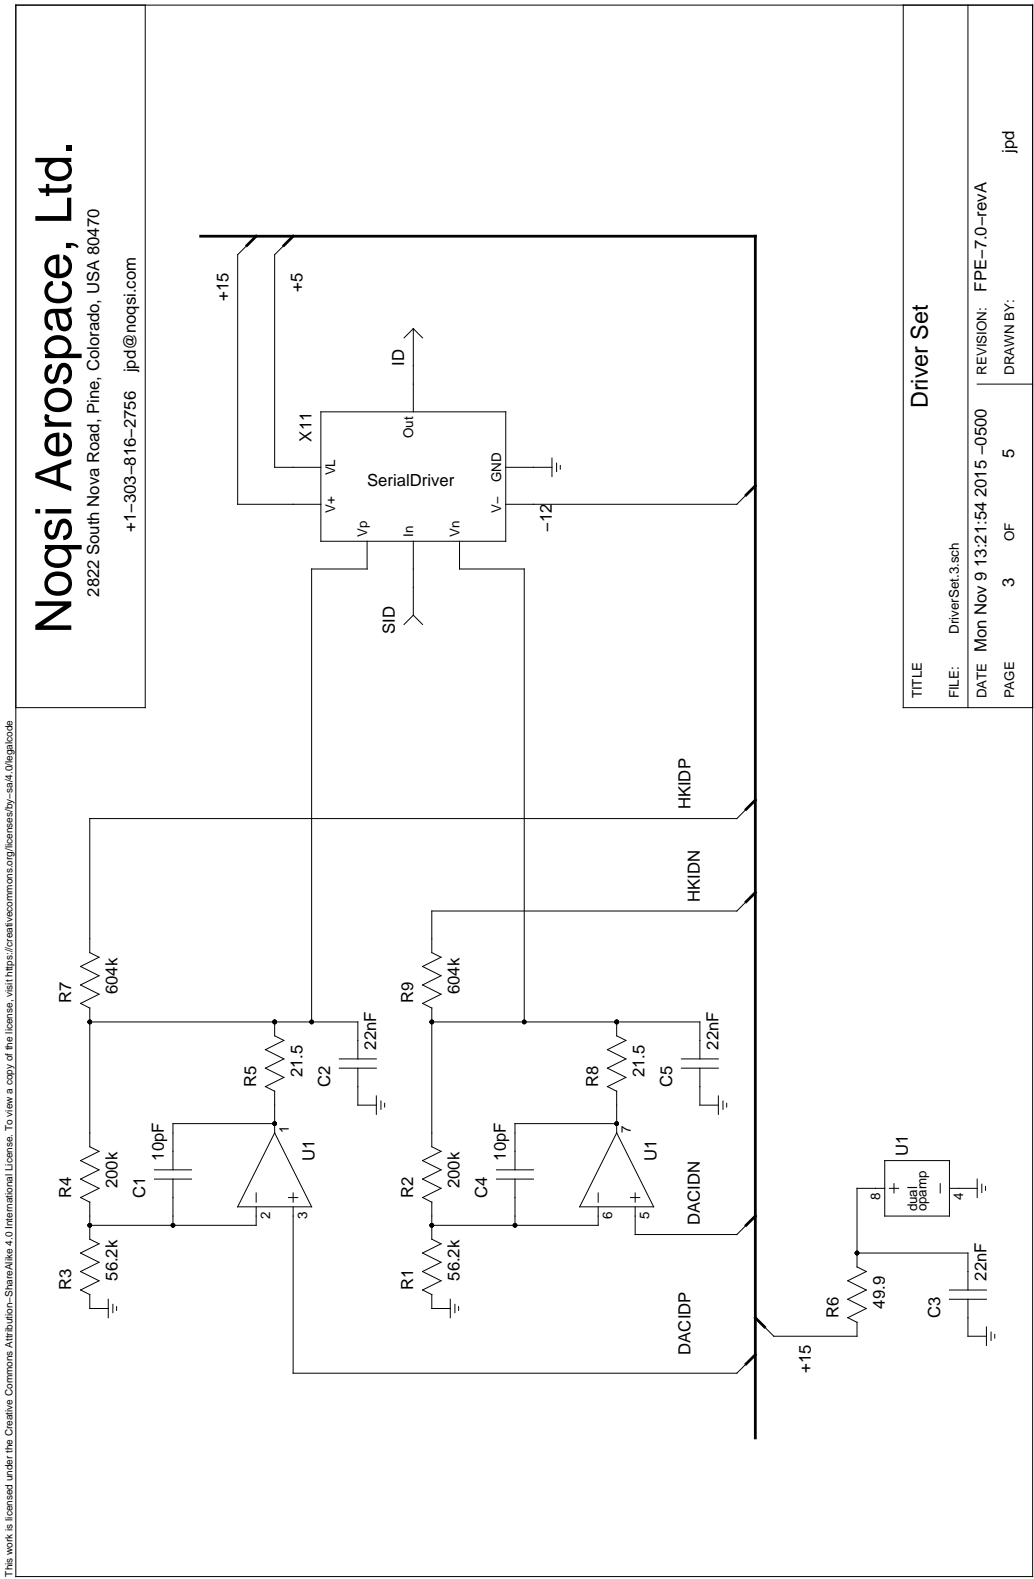 This work is licensed under the Creative Commons Attribution−ShareAlike 4.0 International License. To view a copy of the license, visit https://creativecommons.org/licenses/by−sa/4.0/legalcode
Noqsi Aerospace, Ltd.
2822 South Nova Road, Pine, Colorado, USA 80470
+1−303−816−2756 jpd@noqsi.com
R3
56.2k
R4
200k
R7
604k
C1
10pF
2
3
1
U1
R5
21.5
C2
22nF
R1
56.2k
R2
200k
R9
604k
C4
10pF
6
5
7
U1
R8
21.5
C5
22nF
DACIDP
DACIDN
HKIDN
HKIDP
+15
+5
X11
V+
VL
Vp
In
Vn
SerialDriver
Out
V−
GND
SID
ID
−12
+15
R6
49.9
C3
22nF
8
+
dual
opamp
−
4
U1
TITLE
Driver Set
FILE: DriverSet.3.sch
REVISION: FPE−7.0−revA
DATE Mon Nov 9 13:21:54 2015 −0500
PAGE 3 OF 5
DRAWN BY: jpd